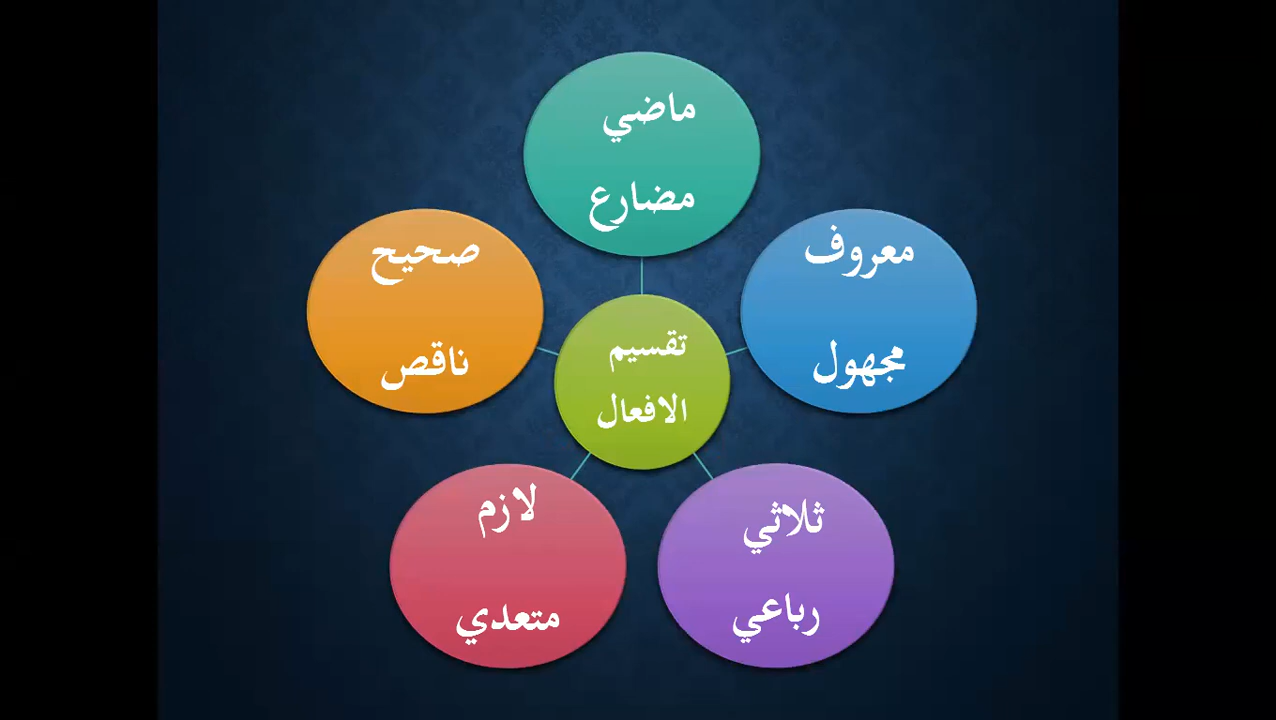 ماضي
مضارع
معروف
مجهول
صحيح
ناقص
تقسيم
الافعال
ثلاثي
رباعي
لازم
متعدي